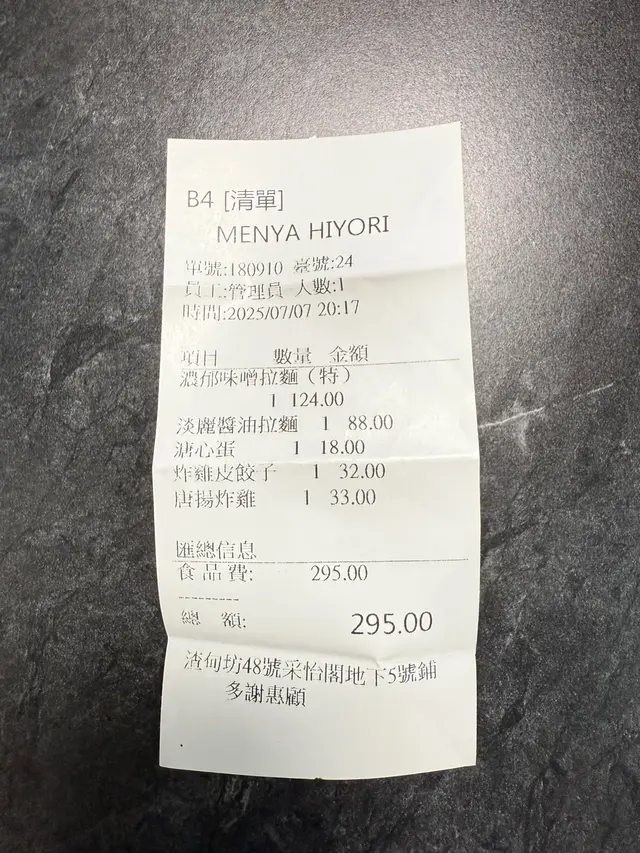 B4 [清單]
MENYA HIYORI
單號:180910 臺號:24
員工:管理員 人數:1
時間:2025/07/07 20:17
項目 數量 金額
濃郁味噌拉麵（特）
1 124.00
淡麗醬油拉麵 1 88.00
溏心蛋 1 18.00
炸雞皮餃子 1 32.00
唐揚炸雞 1 33.00
匯總信息
食品費: 295.00
---------
總 額: 295.00
渣甸坊48號采怡閣地下5號鋪
多謝惠顧